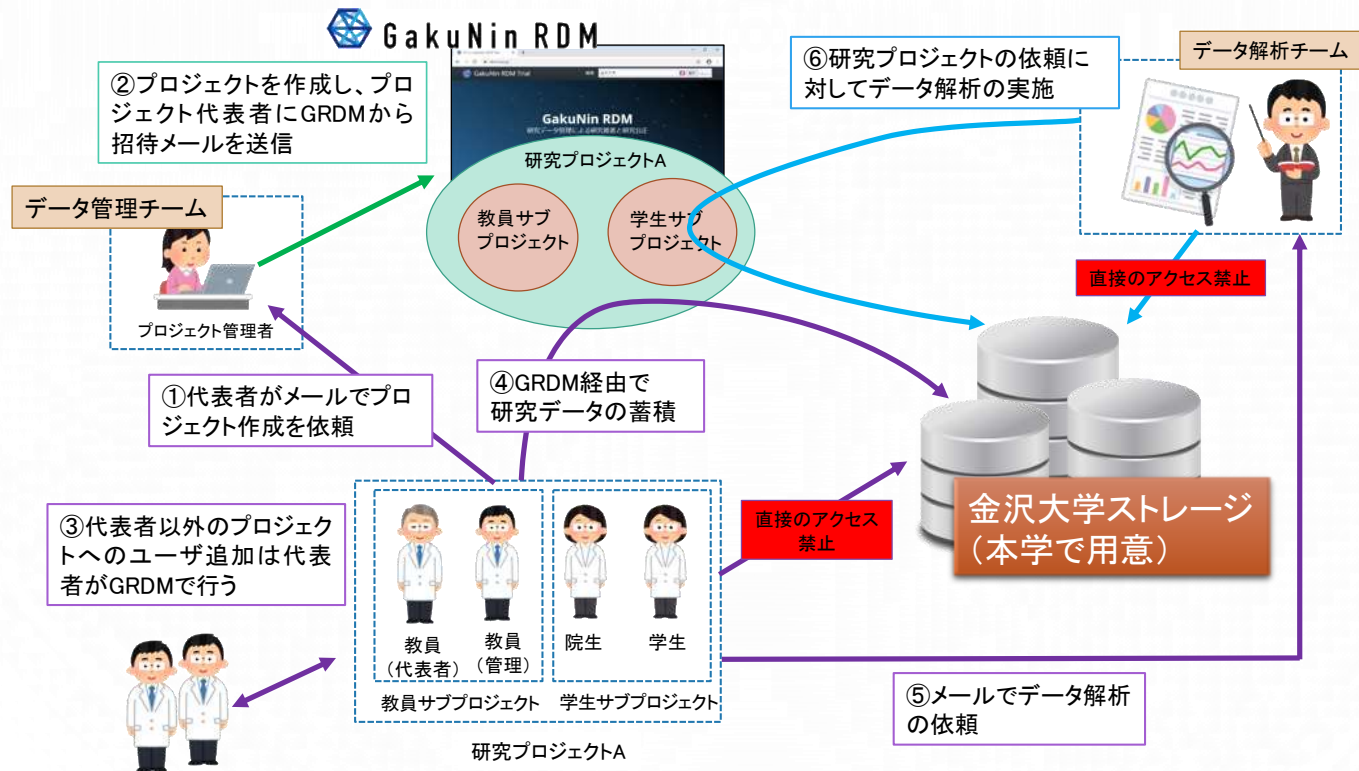 GakuNin RDM
②プロジェクトを作成し、プロ
ジェクト代表者にGRDMから
招待メールを送信
GakuNin RDM Trial
GakuNin RDM
研究プロジェクトA
教員サブ
プロジェクト
学生サブ
プロジェクト
⑥研究プロジェクトの依頼に
対してデータ解析の実施
データ解析チーム
データ管理チーム
プロジェクト管理者
直接のアクセス禁止
①代表者がメールでプロ
ジェクト作成を依頼
④GRDM経由で
研究データの蓄積
③代表者以外のプロジェク
トへのユーザ追加は代表
者がGRDMで行う
直接のアクセス
禁止
金沢大学ストレージ
（本学で用意）
教員
（代表者）
教員
（管理）
院生
学生
教員サブプロジェクト
学生サブプロジェクト
研究プロジェクトA
⑤メールでデータ解析
の依頼